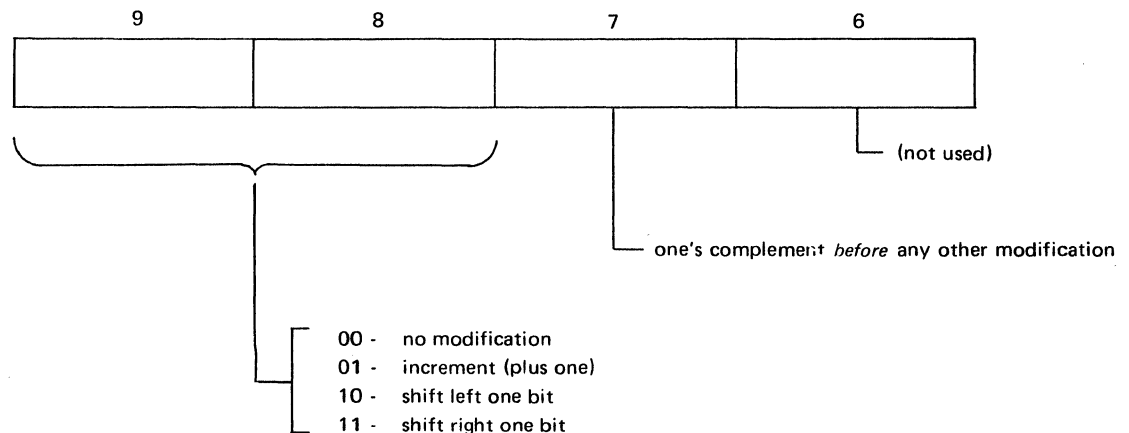 9 8 7 6
(not used)
one's complement before any other modification
00 - no modification
01 - increment (plus one)
10 - shift left one bit
11 - shift right one bit